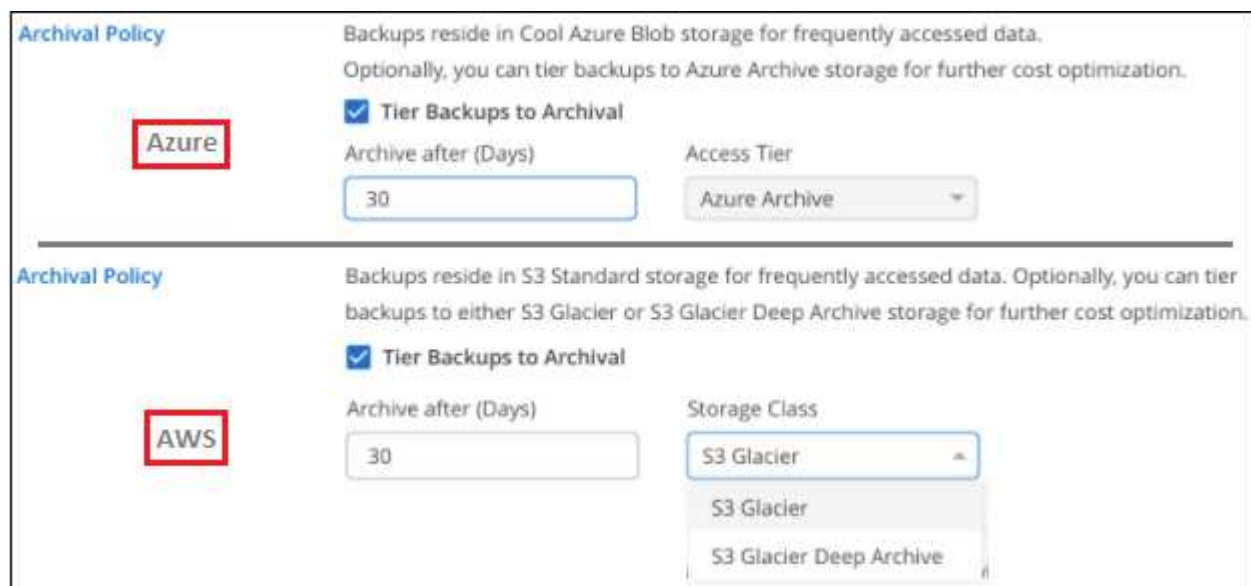 Archival Policy
Backups reside in Cool Azure Blob storage for frequently accessed data.
Optionally, you can tier backups to Azure Archive storage for further cost optimization.
Tier Backups to Archival
Azure
Archive after (Days)
Access Tier
30
Azure Archive
Archival Policy
Backups reside in S3 Standard storage for frequently accessed data. Optionally, you can tier
backups to either S3 Glacier or S3 Glacier Deep Archive storage for further cost optimization.
Tier Backups to Archival
Archive after (Days)
Storage Class
AWS
30
S3 Glacier
S3 Glacier
S3 Glacier Deep Archive